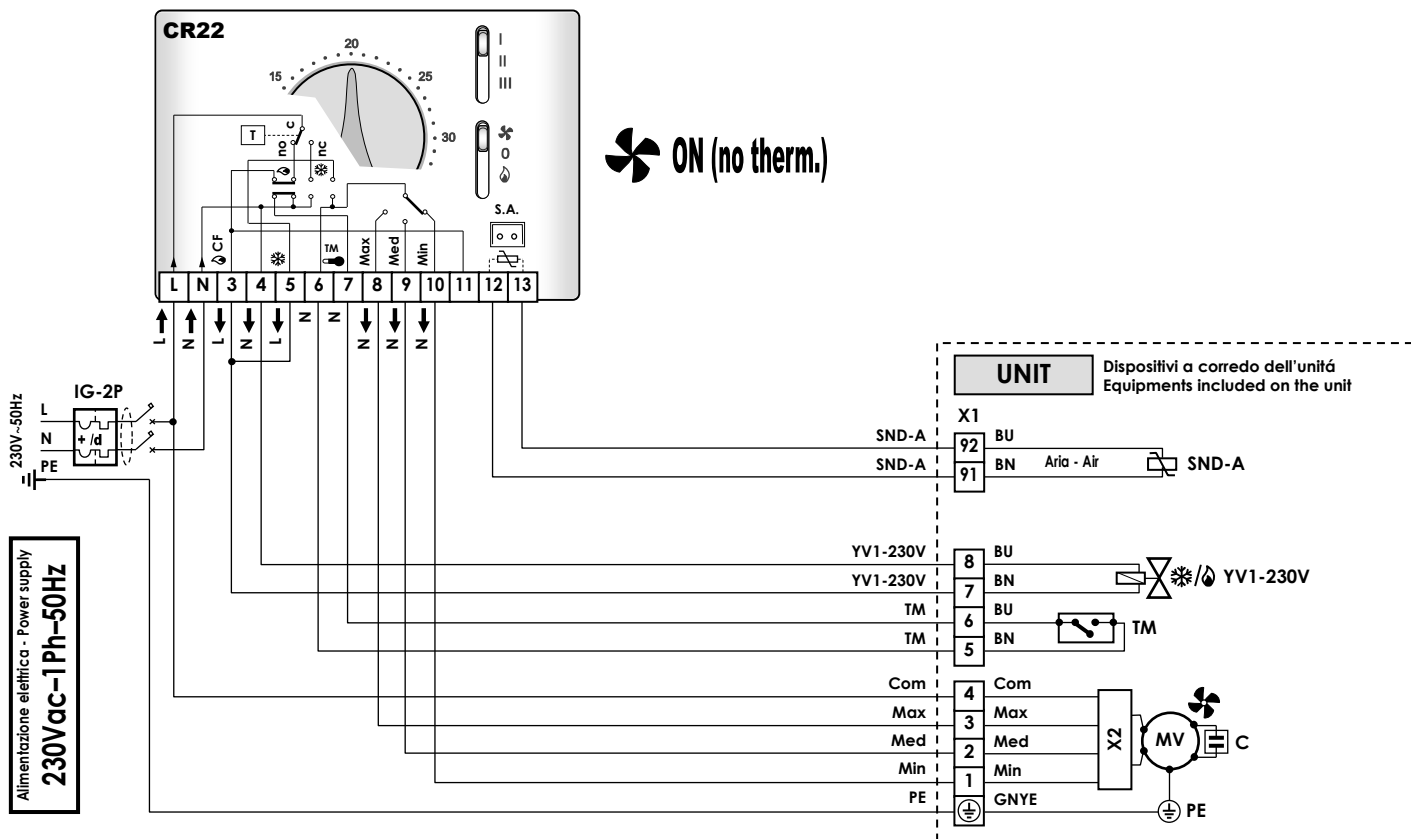 CR22
15
20
25
30
I
II
III
0
T
c
no
nc
S.A.
CF
TM
Max
Med
Min
L N 3 4 5 6 7 8 9 10 11 12 13
L N L N L N N N N N
ON (no therm.)
IG-2P
230V~50Hz
L
N
PE
+ /d
Alimentazione elettrica - Power supply
230Vac-1Ph-50Hz
UNIT
Dispositivi a corredo dell'unitá
Equipments included on the unit
X1
SND-A 92 BU
SND-A 91 BN
Aria - Air
SND-A
YV1-230V 8 BU
YV1-230V 7 BN
/ YV1-230V
TM 6 BU
TM 5 BN
TM
Com 4 Com
Max 3 Max
Med 2 Med
Min 1 Min
PE GNYE
X2
MV
C
PE